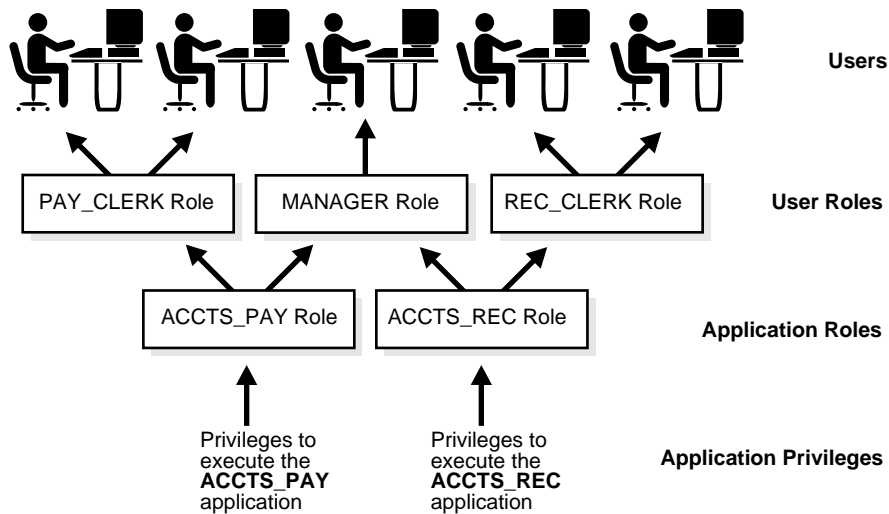 Users
PAY_CLERK Role
MANAGER Role
REC_CLERK Role
User Roles
ACCTS_PAY Role
ACCTS_REC Role
Application Roles
Privileges to
execute the
ACCTS_PAY
application
Privileges to
execute the
ACCTS_REC
application
Application Privileges